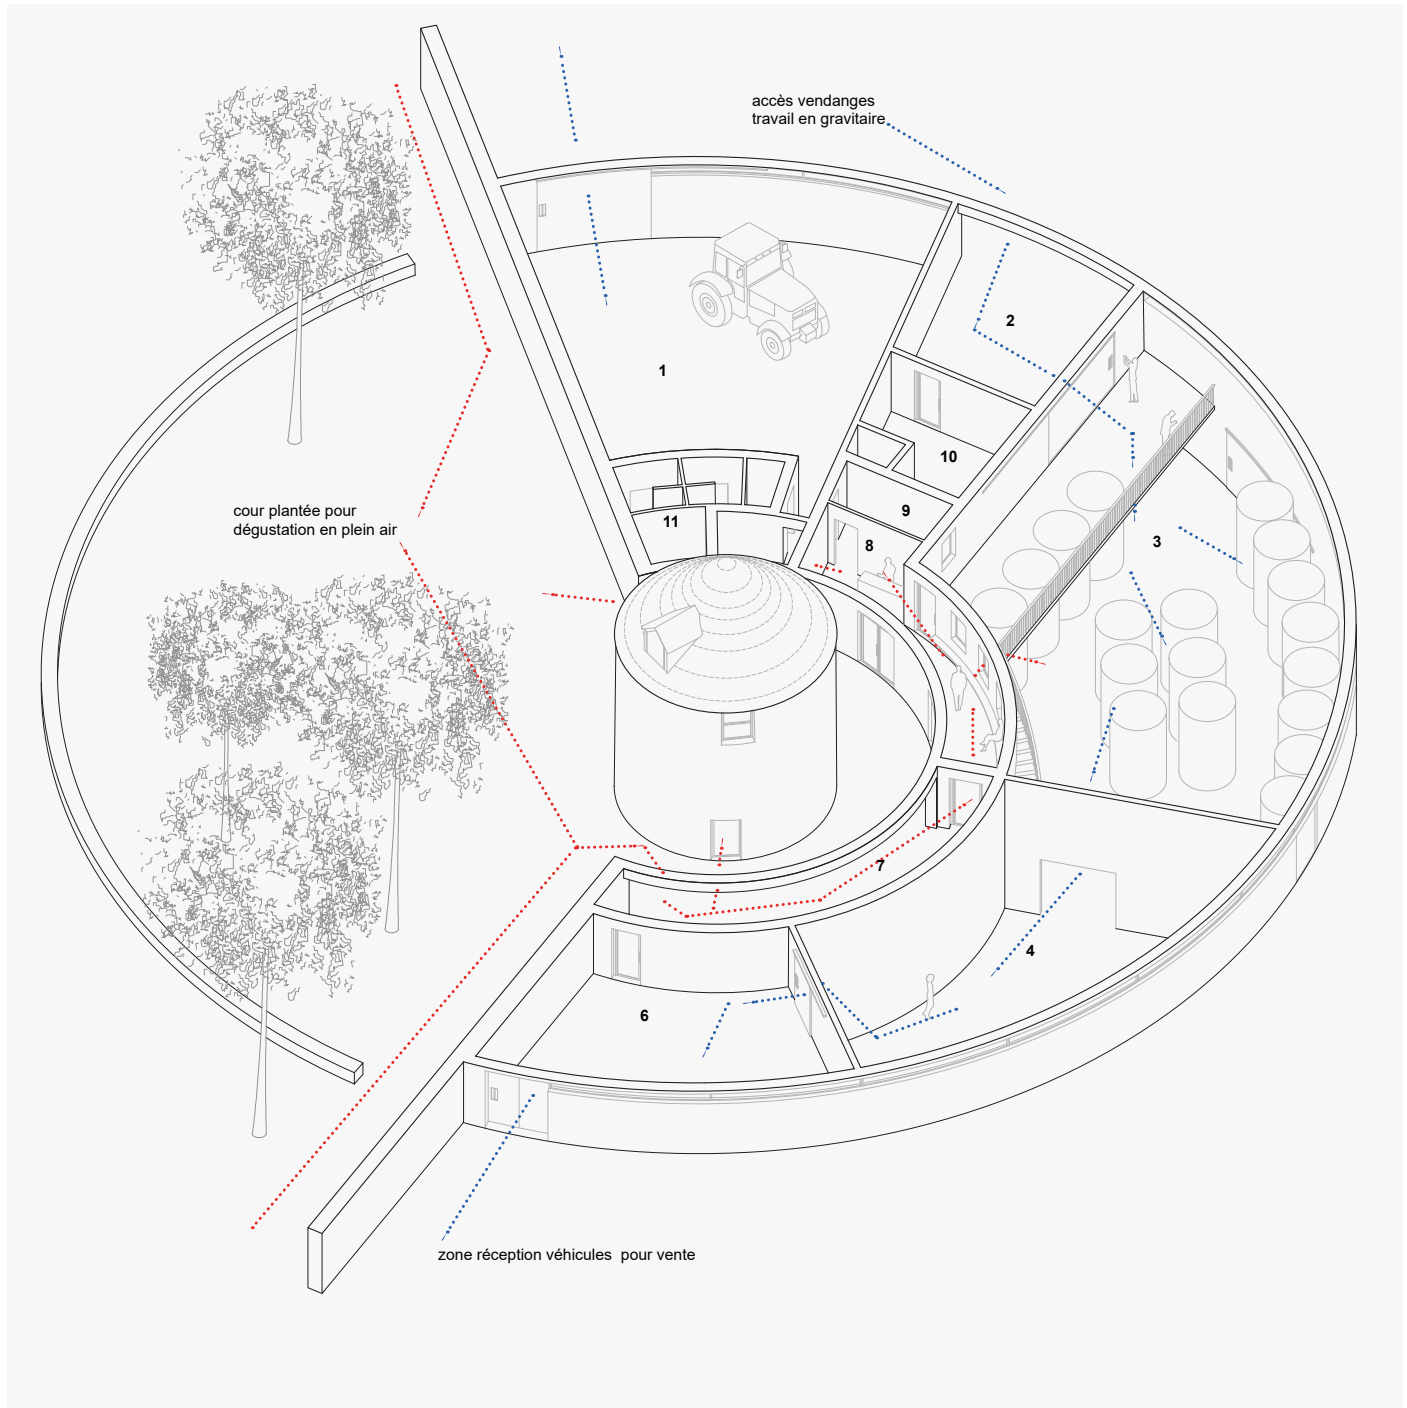 accès vendanges
travail en gravitaire
2
1
10
11
9
8
3
cour plantée pour
dégustation en plein air
7
4
6
zone réception véhicules  pour vente